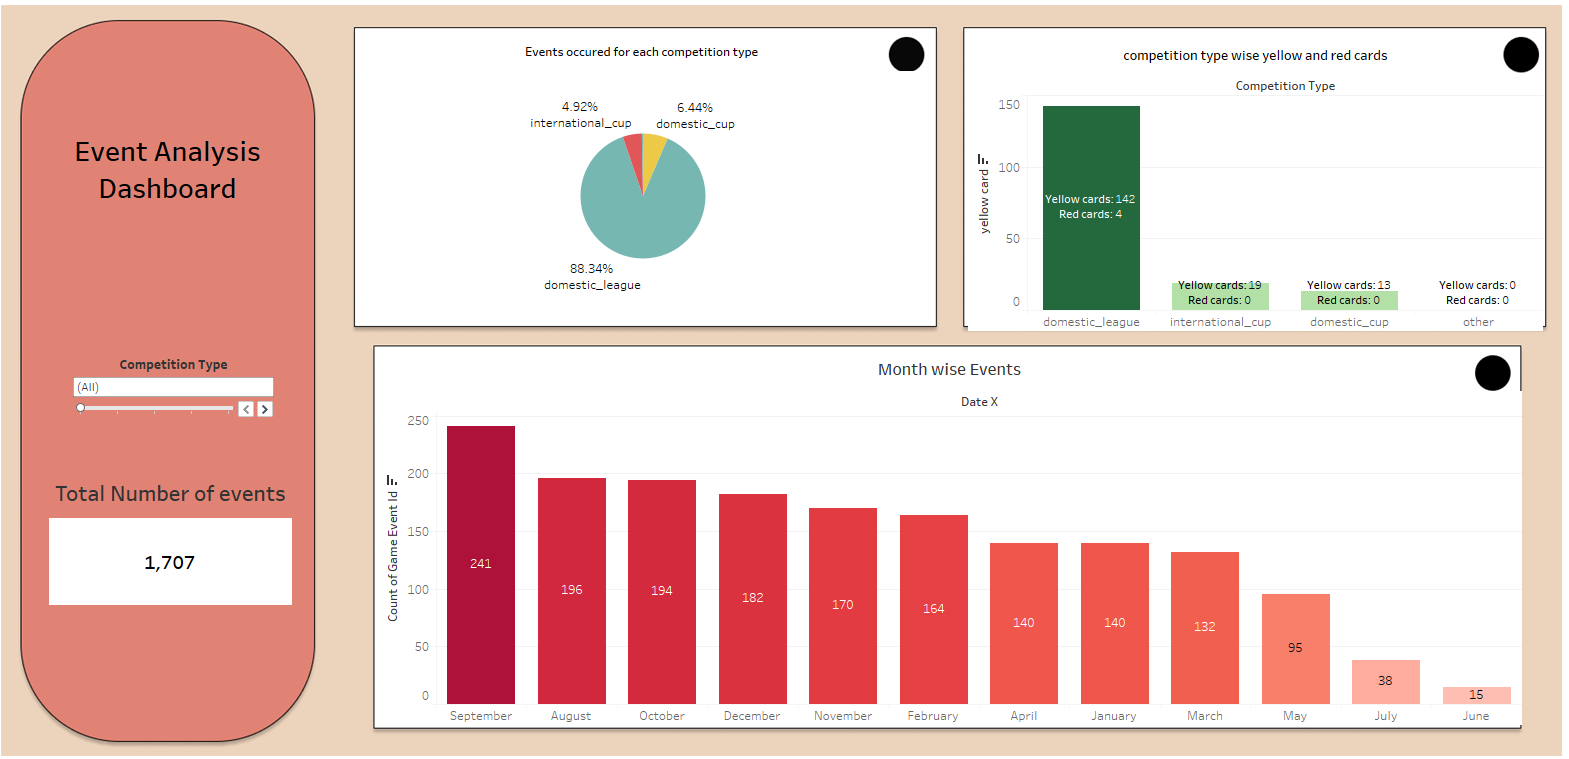 Event Analysis
Dashboard
Competition Type
(All)
Total Number of events
1,707
Events occured for each competition type
4.92%
international_cup
6.44%
domestic_cup
88.34%
domestic_league
competition type wise yellow and red cards
Competition Type
yellow card
150
100
50
0
Yellow cards: 142
Red cards: 4
Yellow cards: 19
Red cards: 0
Yellow cards: 13
Red cards: 0
Yellow cards: 0
Red cards: 0
domestic_league international_cup domestic_cup other
Month wise Events
Date X
Count of Game Event Id
250
200
150
100
50
0
241 196 194 182 170 164 140 140 132 95 38 15
September August October December November February April January March May July June